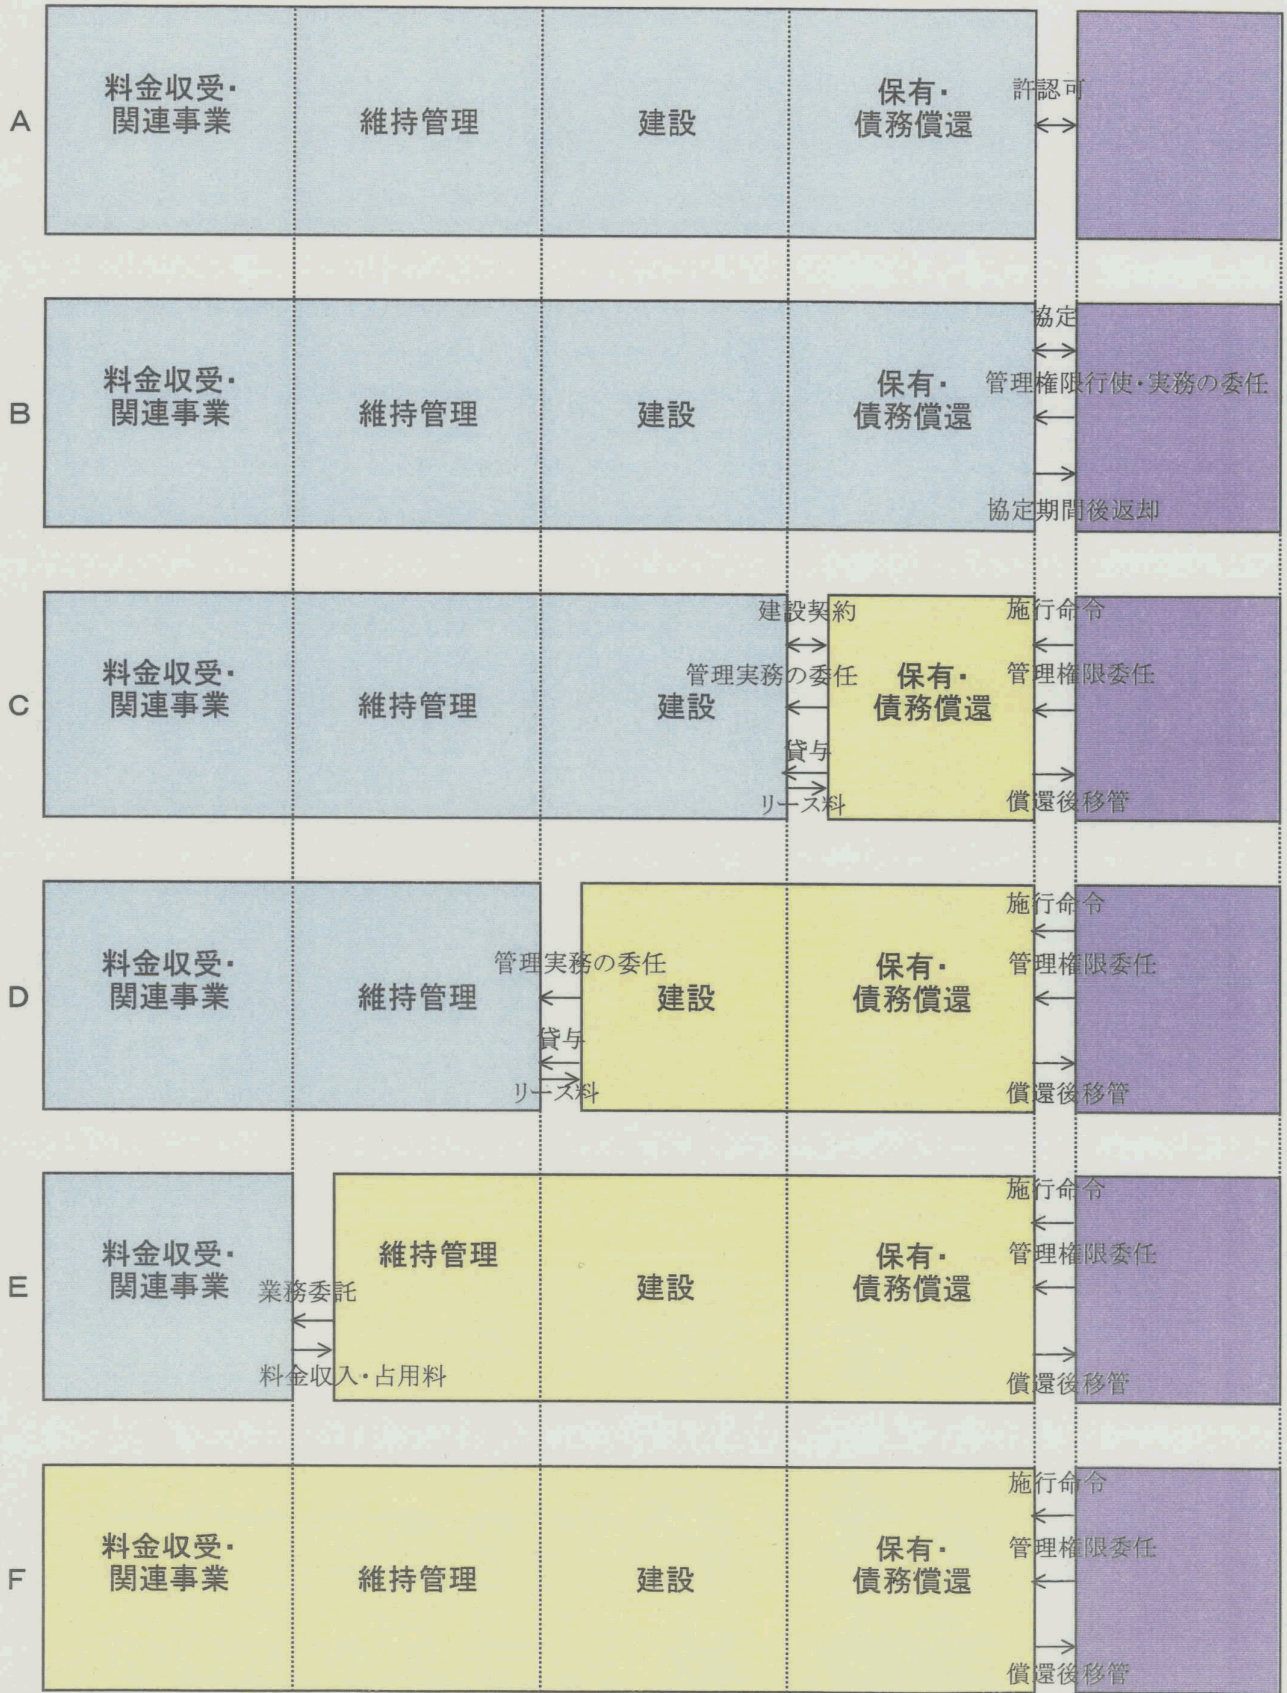 A
料金収受・
関連事業
維持管理
建設
保有・
債務償還
許認可
B
料金収受・
関連事業
維持管理
建設
保有・
債務償還
協定
管理権限行使・実務の委任
協定期間後返却
C
料金収受・
関連事業
維持管理
建設
建設契約
管理実務の委任
貸与
リース料
保有・
債務償還
施行命令
管理権限委任
償還後移管
D
料金収受・
関連事業
維持管理
管理実務の委任
貸与
リース料
建設
保有・
債務償還
施行命令
管理権限委任
償還後移管
E
料金収受・
関連事業
業務委託
料金収入・占用料
維持管理
建設
保有・
債務償還
施行命令
管理権限委任
償還後移管
F
料金収受・
関連事業
維持管理
建設
保有・
債務償還
施行命令
管理権限委任
償還後移管